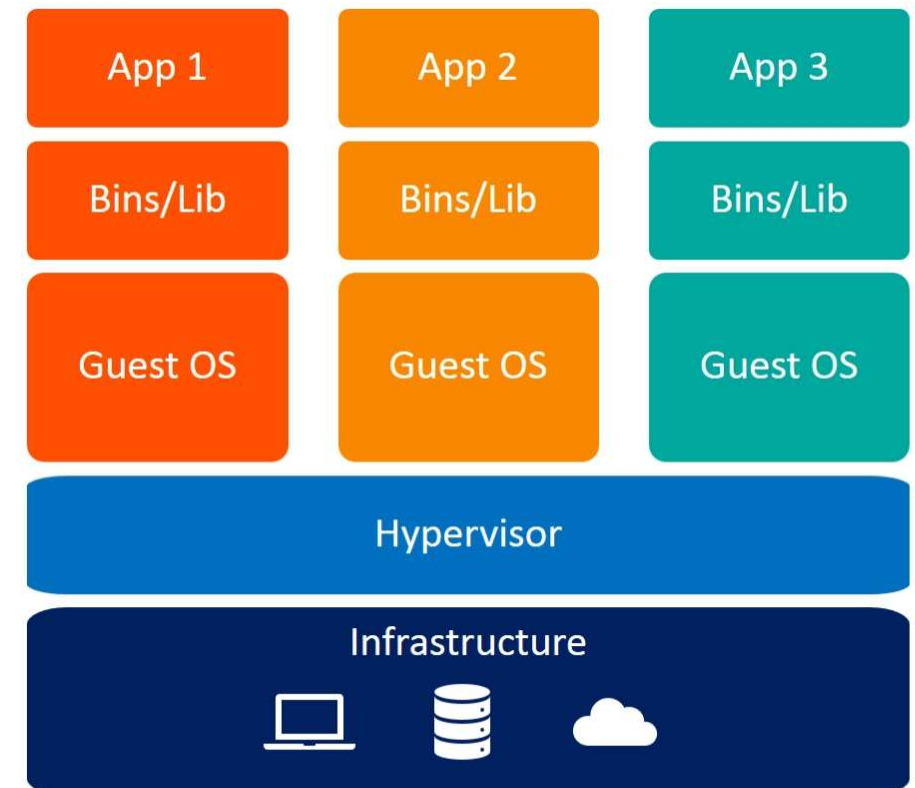 App 1
App 2
App 3
Bins/Lib
Bins/Lib
Bins/Lib
Guest OS
Guest OS
Guest OS
Hypervisor
Infrastructure